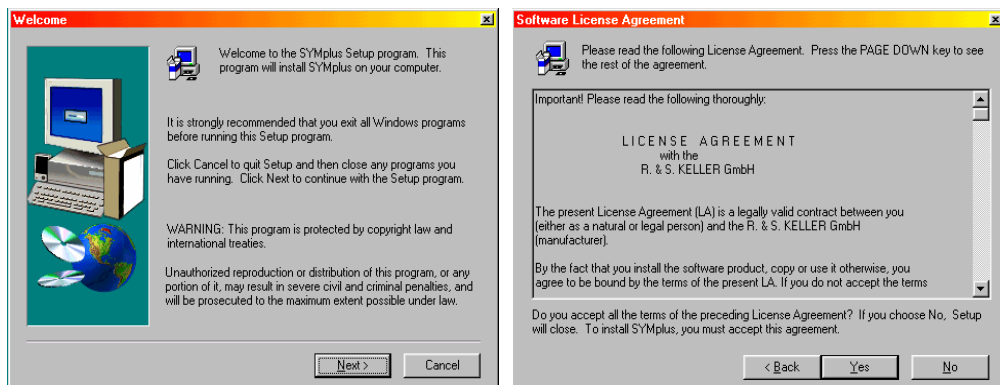 Welcome
Welcome to the SYMplus Setup program. This
program will install SYMplus on your computer.
It is strongly recommended that you exit all Windows programs
before running this Setup program.
Click Cancel to quit Setup and then close any programs you
have running. Click Next to continue with the Setup program.
WARNING: This program is protected by copyright law and
international treaties.
Unauthorized reproduction or distribution of this program, or any
portion of it, may result in severe civil and criminal penalties, and
will be prosecuted to the maximum extent possible under law.
Next >
Cancel
Software License Agreement
Please read the following License Agreement. Press the PAGE DOWN key to see
the rest of the agreement.
Important! Please read the following thoroughly:
LICENSE AGREEMENT
with the
R. & S. KELLER GmbH
The present License Agreement (LA) is a legally valid contract between you
(either as a natural or legal person) and the R. & S. KELLER GmbH
(manufacturer).
By the fact that you install the software product, copy or use it otherwise, you
agree to be bound by the terms of the present LA. If you do not accept the terms
Do you accept all the terms of the preceding License Agreement? If you choose No, Setup
will close. To install SYMplus, you must accept this agreement.
< Back
Yes
No